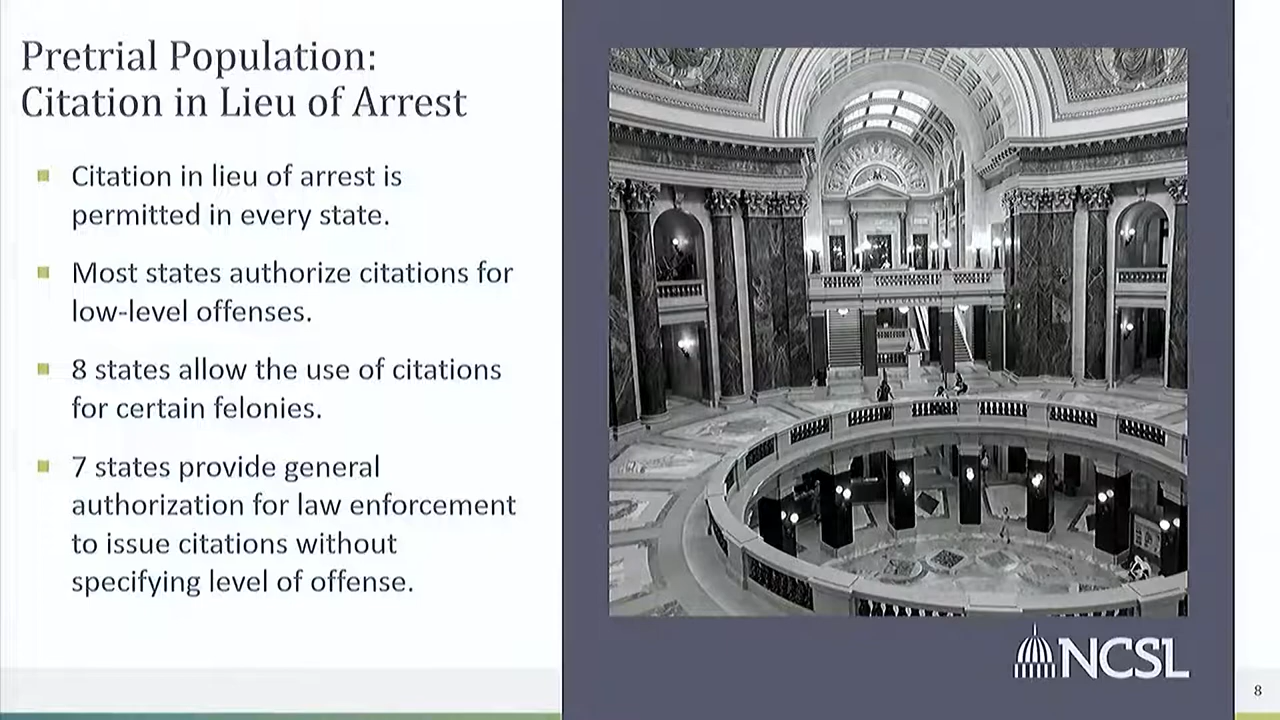 Pretrial Population:
Citation in Lieu of Arrest
Citation in lieu of arrest is
permitted in every state.
Most states authorize citations for
low-level offenses.
8 states allow the use of citations
for certain felonies.
7 states provide general
authorization for law enforcement
to issue citations without
specifying level of offense.
NCSL
8